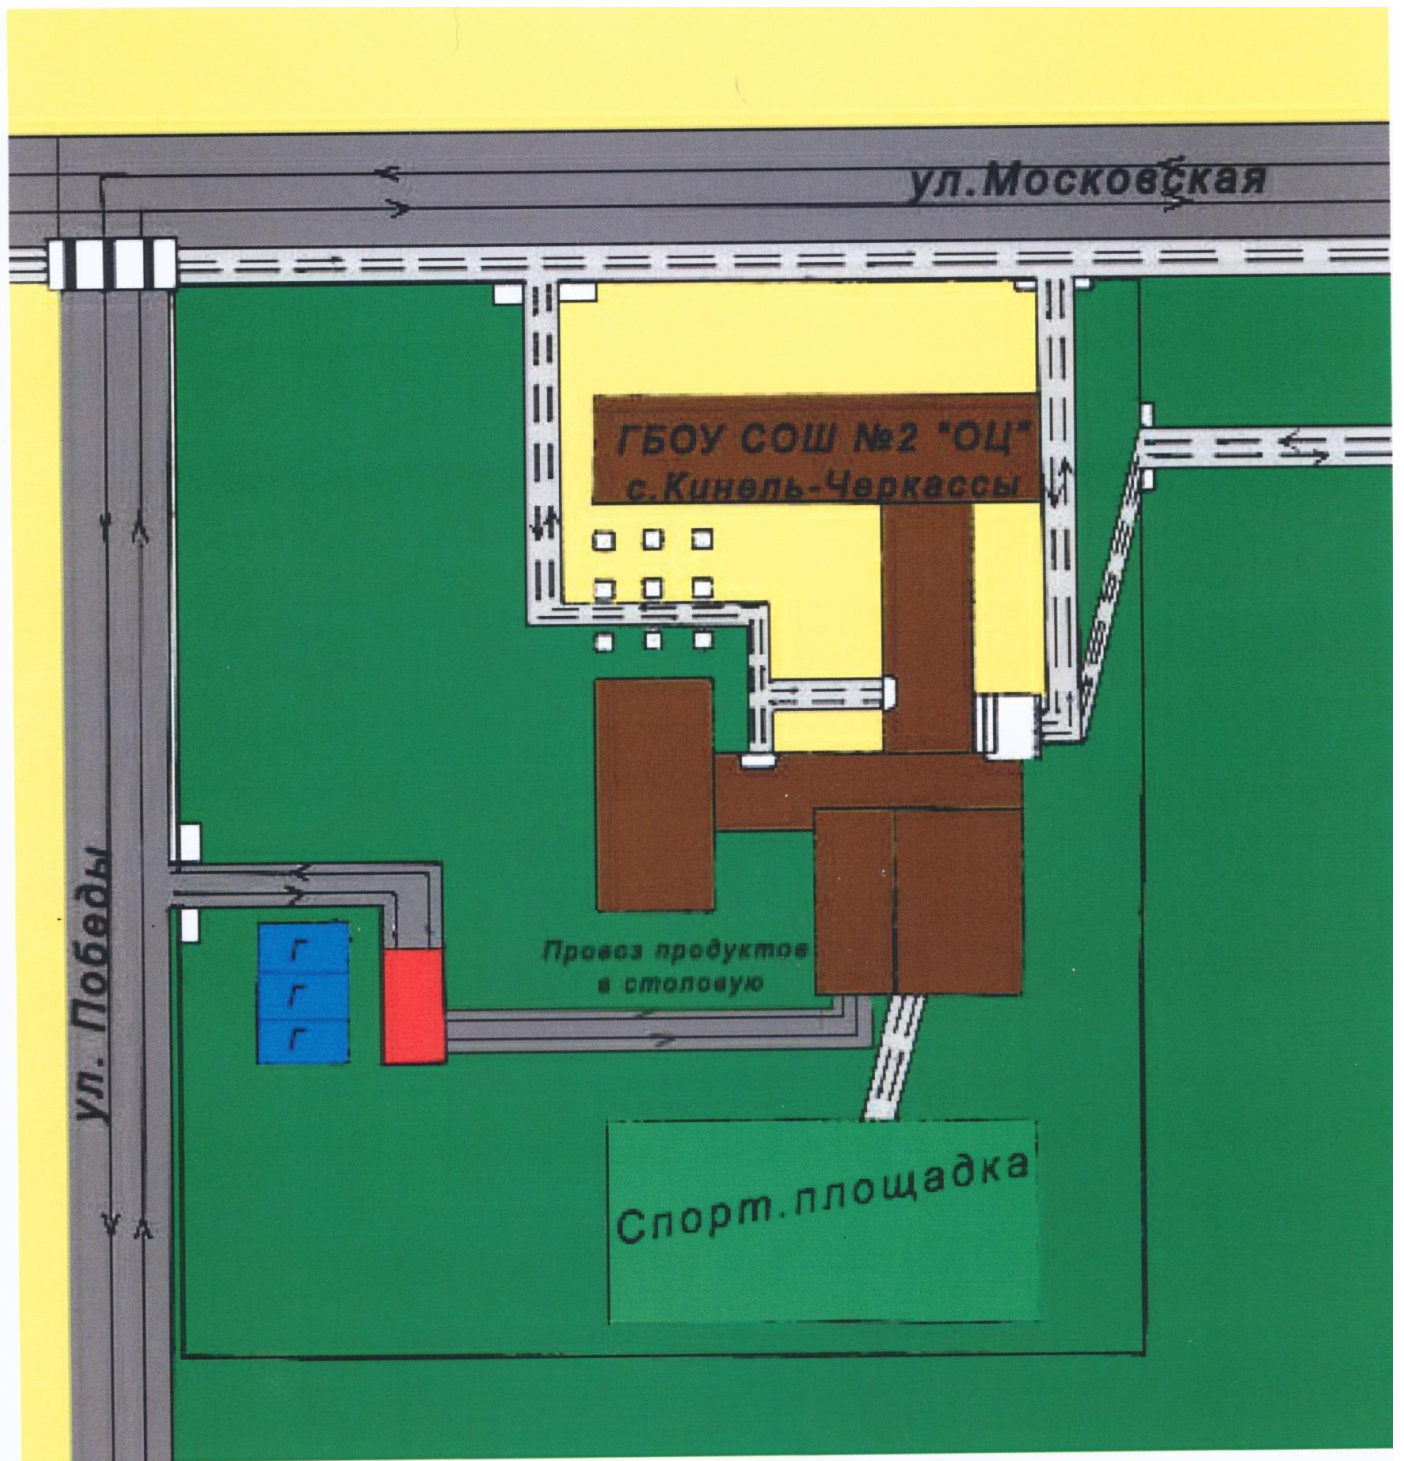 ул.Московская
ГБОУ СОШ №2 "ОЦ"
с.Кинель-Черкассы
ул. Победы
Г
Г
Г
Провоз продуктов
в столовую
Спорт.площадка